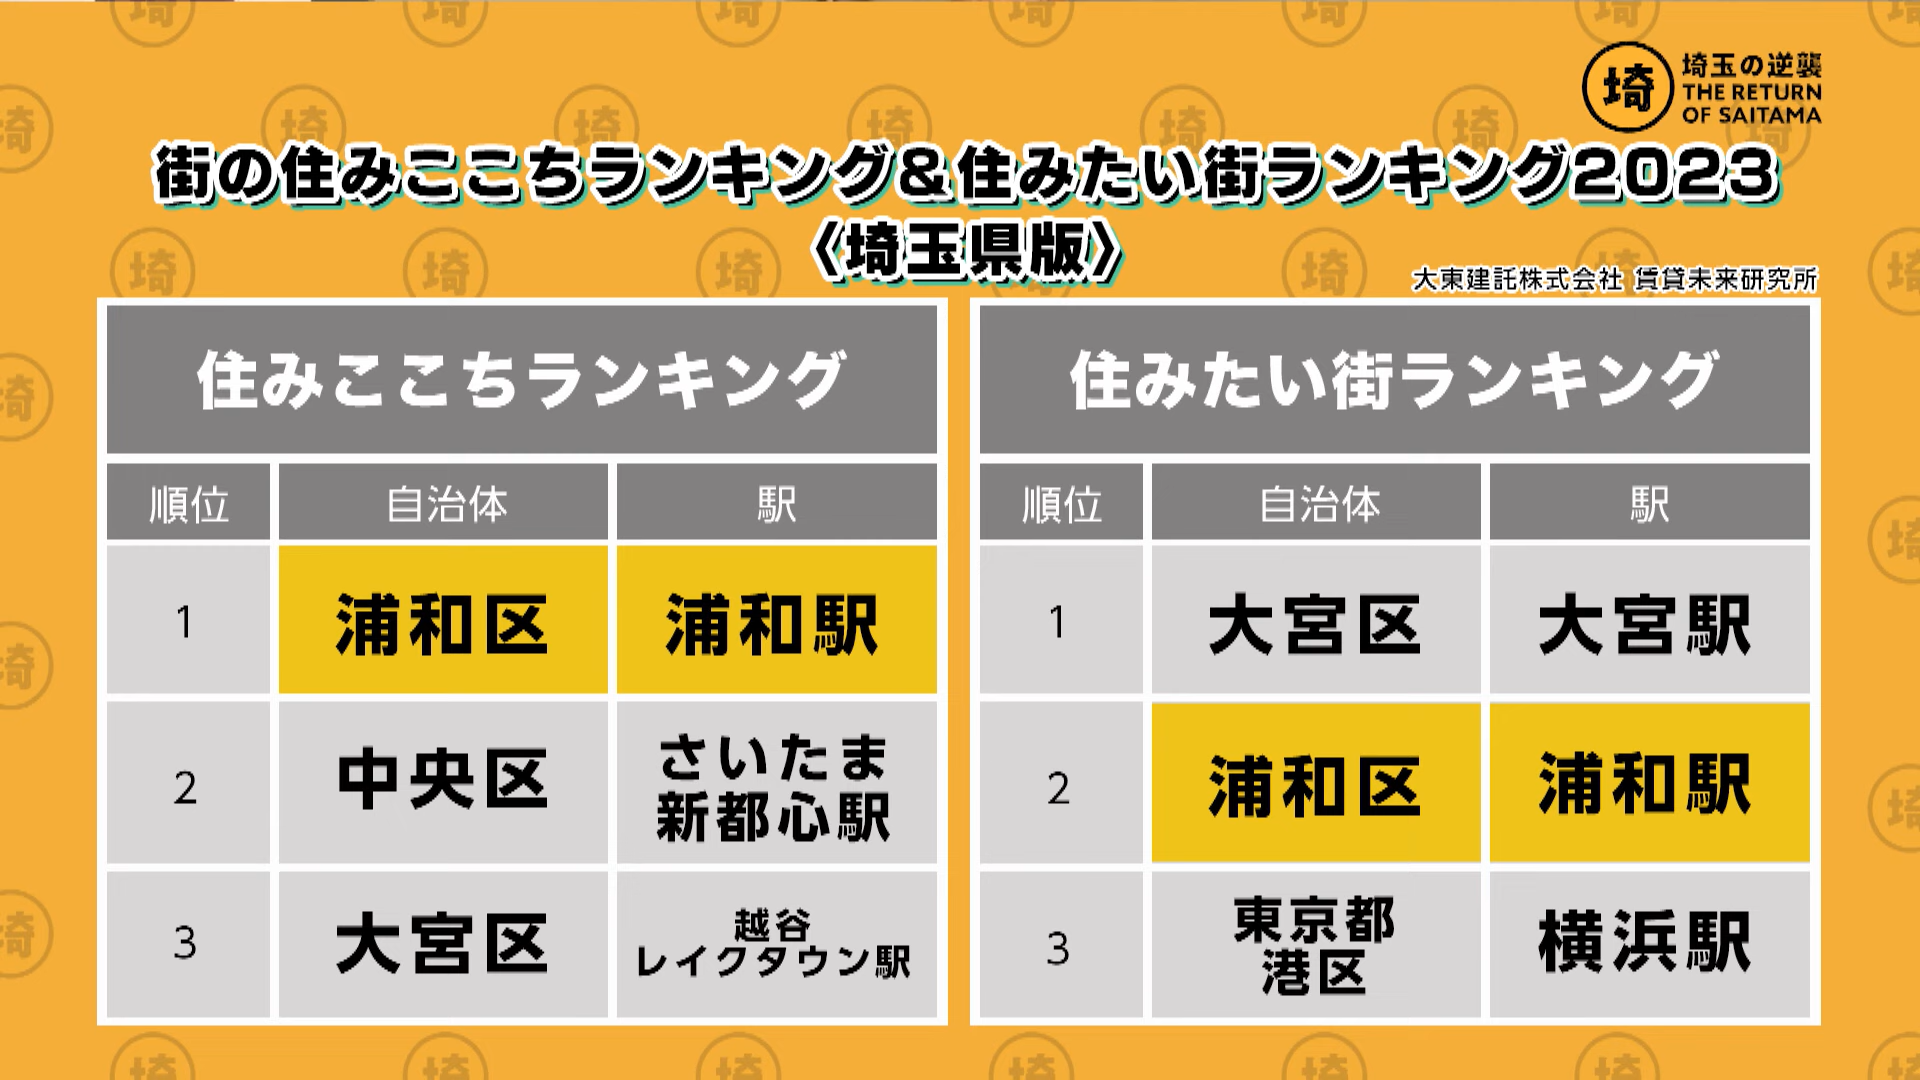 埼 埼玉の逆襲
THE RETURN
OF SAITAMA
街の住みここちランキング&住みたい街ランキング2023
〈埼玉県版〉
大東建託株式会社 賃貸未来研究所
住みここちランキング
順位 自治体 駅
1 浦和区 浦和駅
2 中央区 さいたま
新都心駅
3 大宮区 越谷
レイクタウン駅
住みたい街ランキング
順位 自治体 駅
1 大宮区 大宮駅
2 浦和区 浦和駅
3 東京都
港区 横浜駅